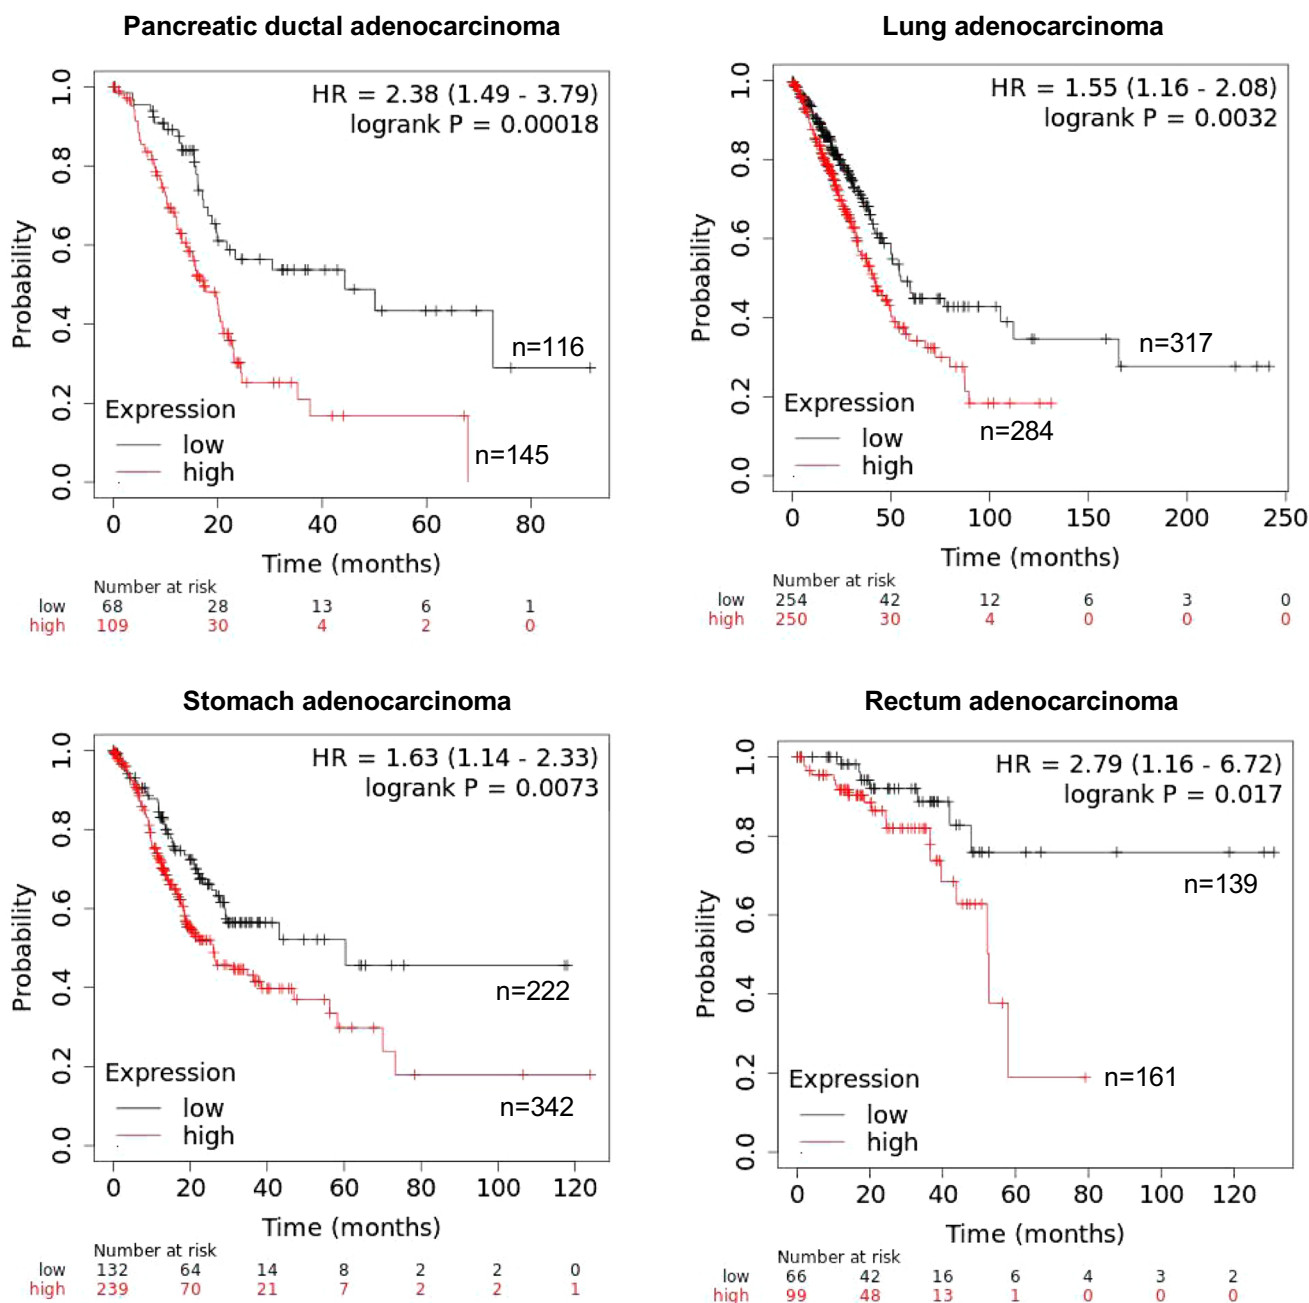 Pancreatic ductal adenocarcinoma
HR = 2.38 (1.49 - 3.79)
logrank P = 0.00018
Probability
1.0
0.8
0.6
0.4
0.2
0.0
n=116
n=145
Expression
low
high
0 20 40 60 80
Time (months)
Number at risk
low 68 28 13 6 1
high 109 30 4 2 0
Lung adenocarcinoma
HR = 1.55 (1.16 - 2.08)
logrank P = 0.0032
Probability
1.0
0.8
0.6
0.4
0.2
0.0
n=317
n=284
Expression
low
high
0 50 100 150 200 250
Time (months)
Number at risk
low 254 42 12 6 3 0
high 250 30 4 0 0 0
Stomach adenocarcinoma
HR = 1.63 (1.14 - 2.33)
logrank P = 0.0073
Probability
1.0
0.8
0.6
0.4
0.2
0.0
n=222
n=342
Expression
low
high
0 20 40 60 80 100 120
Time (months)
Number at risk
low 132 64 14 8 2 2 0
high 239 70 21 7 2 2 1
Rectum adenocarcinoma
HR = 2.79 (1.16 - 6.72)
logrank P = 0.017
Probability
1.0
0.8
0.6
0.4
0.2
0.0
n=139
n=161
Expression
low
high
0 20 40 60 80 100 120
Time (months)
Number at risk
low 66 42 16 6 4 3 2
high 99 48 13 1 0 0 0